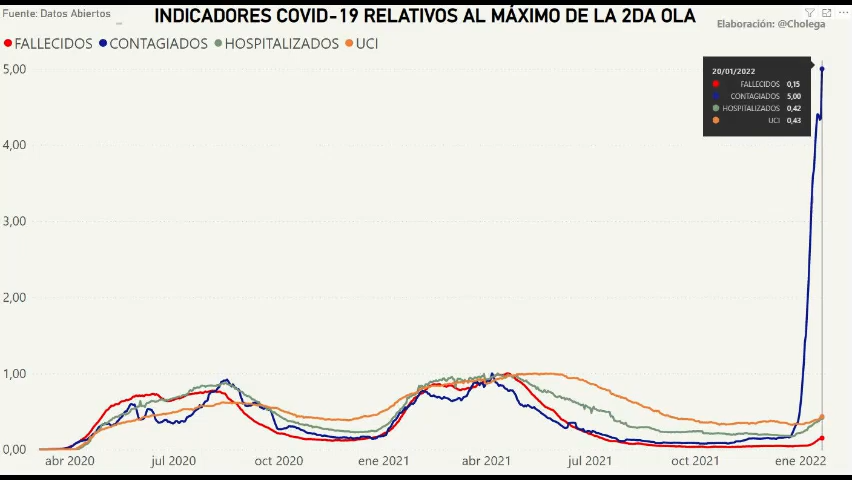 Fuente: Datos Abiertos
INDICADORES COVID-19 RELATIVOS AL MÁXIMO DE LA 2DA OLA
Elaboración: @Cholega
FALLECIDOS CONTAGIADOS HOSPITALIZADOS UCI
5,00
4,00
3,00
2,00
1,00
0,00
20/01/2022
FALLECIDOS 0,15
CONTAGIADOS 5,00
HOSPITALIZADOS 0,42
UCI 0,43
abr 2020 jul 2020 oct 2020 ene 2021 abr 2021 jul 2021 oct 2021 ene 2022